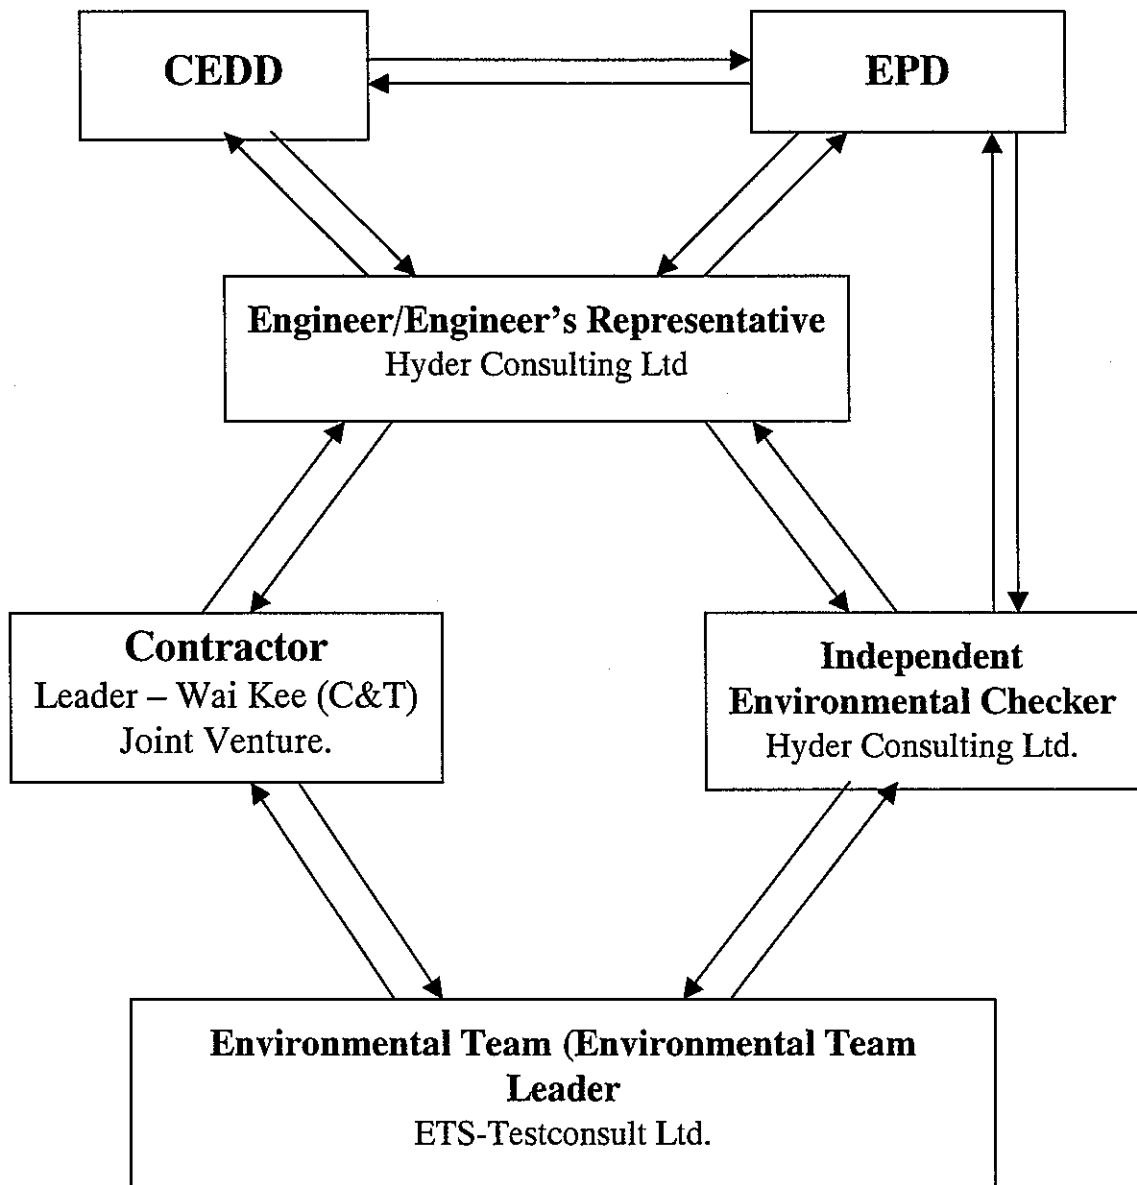 CEDD
EPD
Engineer/Engineer's Representative
Hyder Consulting Ltd
Contractor
Leader – Wai Kee (C&T)
Joint Venture.
Independent
Environmental Checker
Hyder Consulting Ltd.
Environmental Team (Environmental Team
Leader
ETS-Testconsult Ltd.